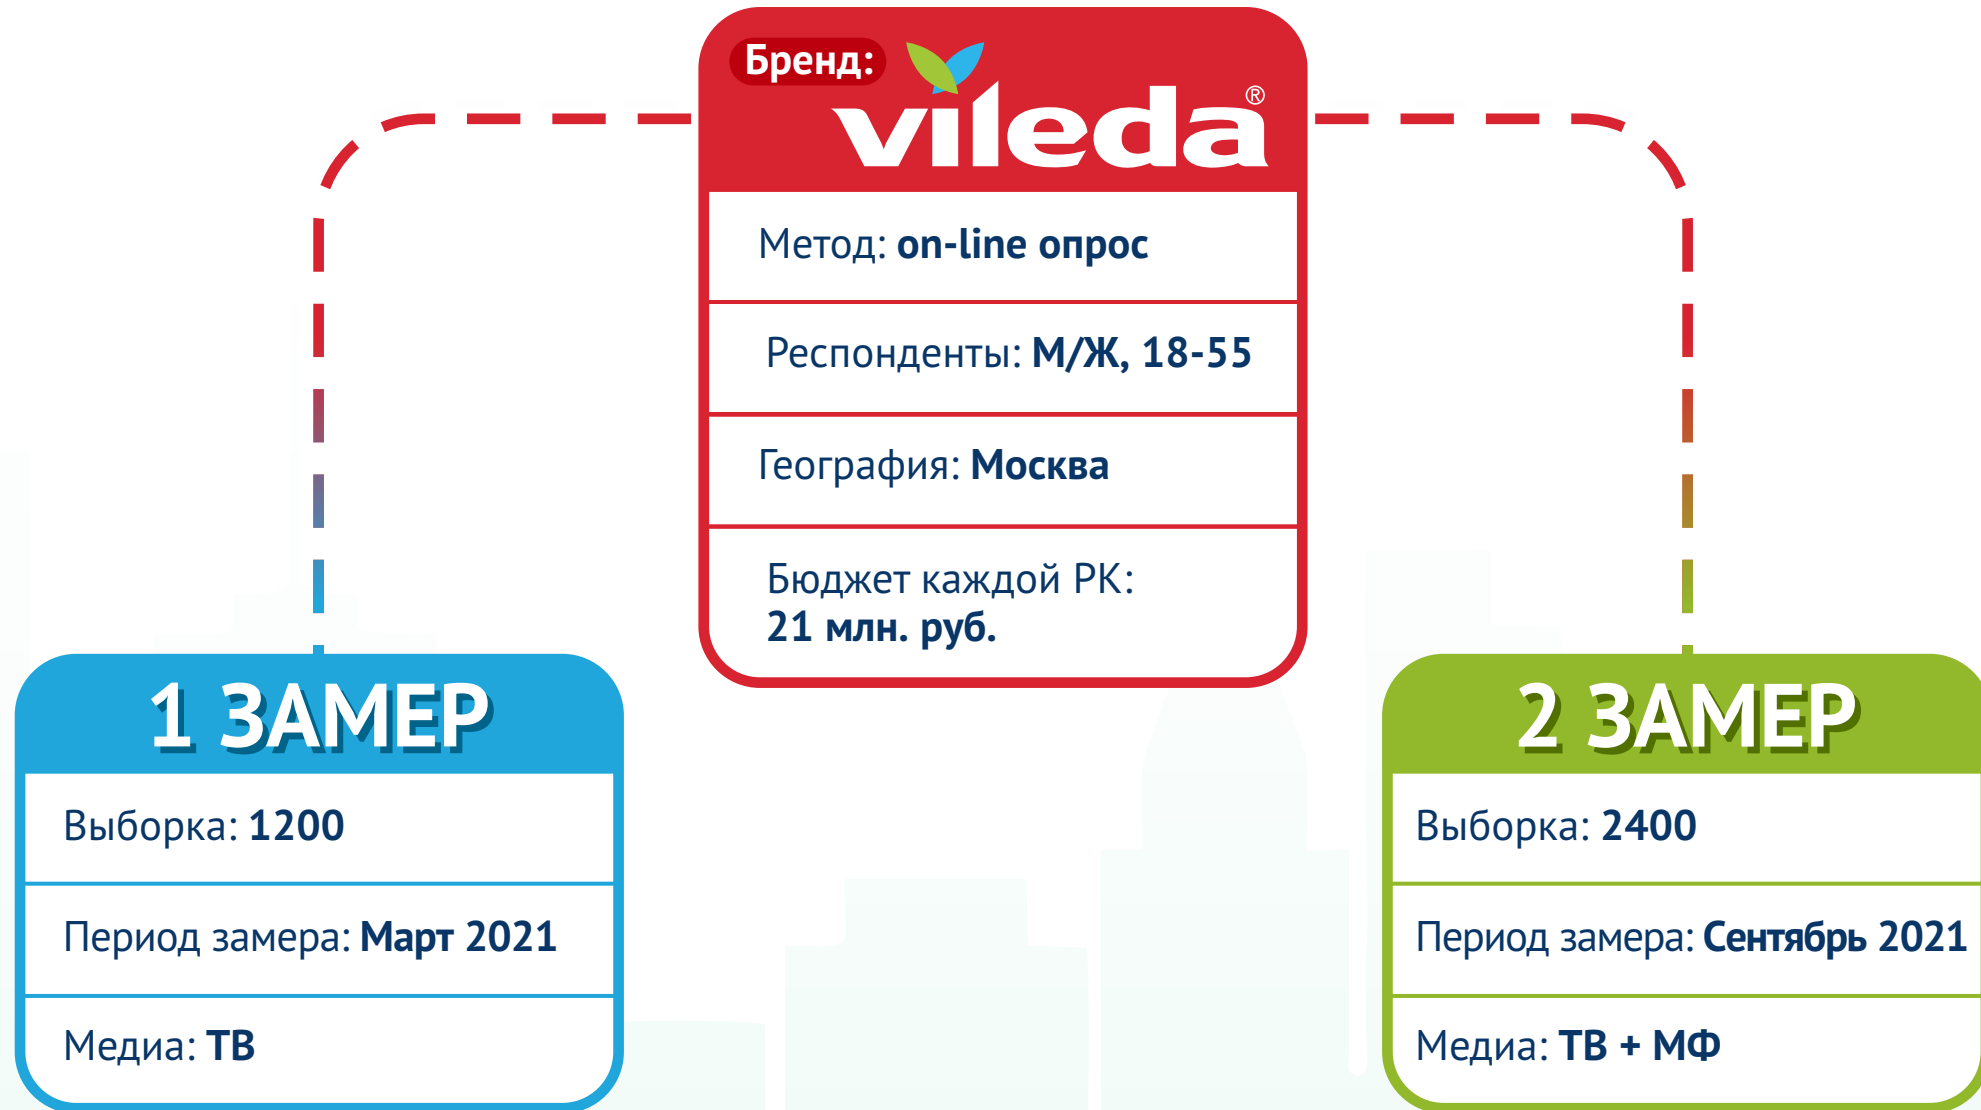 Бренд:
vileda®
Метод: on-line опрос
Респонденты: М/Ж, 18-55
География: Москва
Бюджет каждой РК:
21 млн. руб.
1 ЗАМЕР
Выборка: 1200
Период замера: Март 2021
Медиа: ТВ
2 ЗАМЕР
Выборка: 2400
Период замера: Сентябрь 2021
Медиа: ТВ + МФ